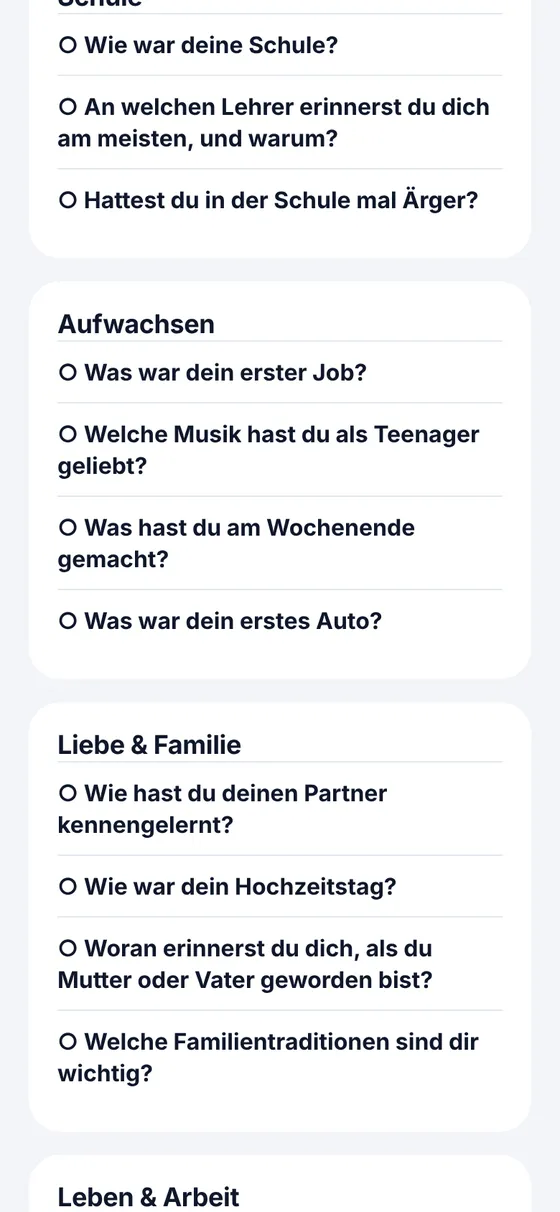 Schule
O Wie war deine Schule?
O An welchen Lehrer erinnerst du dich
am meisten, und warum?
O Hattest du in der Schule mal Ärger?
Aufwachsen
O Was war dein erster Job?
O Welche Musik hast du als Teenager
geliebt?
O Was hast du am Wochenende
gemacht?
O Was war dein erstes Auto?
Liebe & Familie
O Wie hast du deinen Partner
kennengelernt?
O Wie war dein Hochzeitstag?
O Woran erinnerst du dich, als du
Mutter oder Vater geworden bist?
O Welche Familientraditionen sind dir
wichtig?
Leben & Arbeit